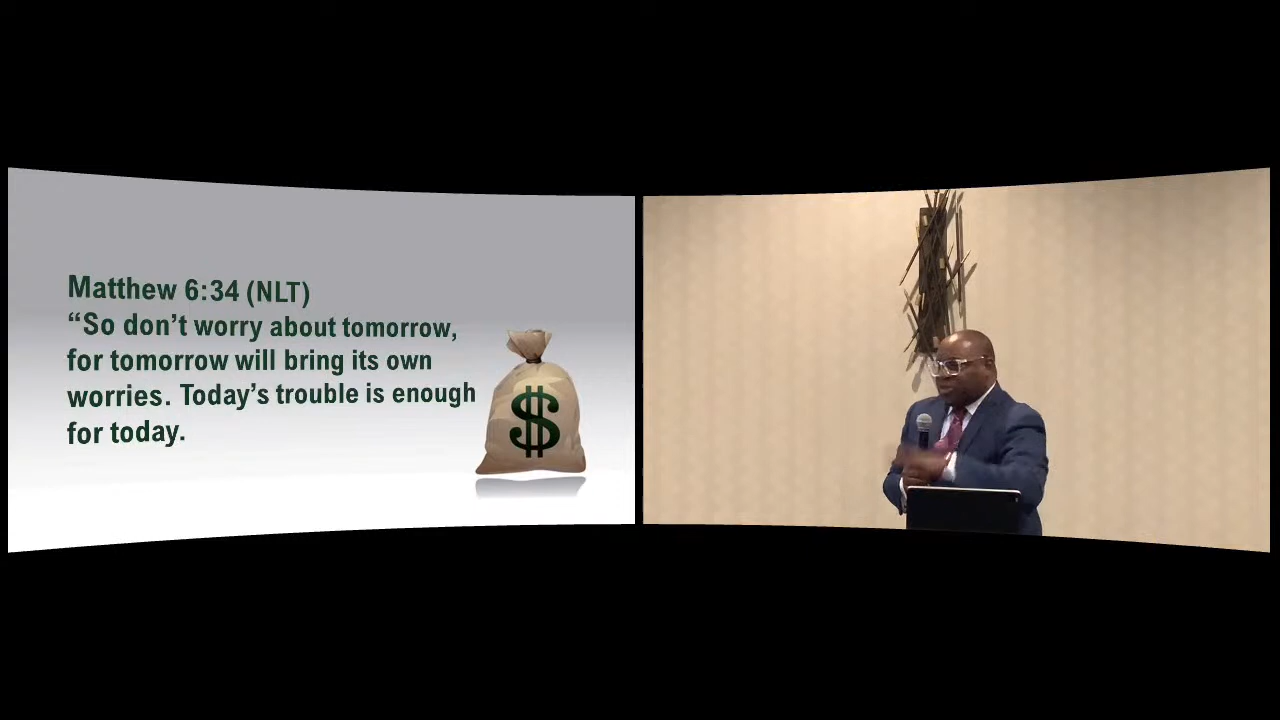 Matthew 6:34 (NLT)
“So don’t worry about tomorrow,
for tomorrow will bring its own
worries. Today’s trouble is enough
for today.
$